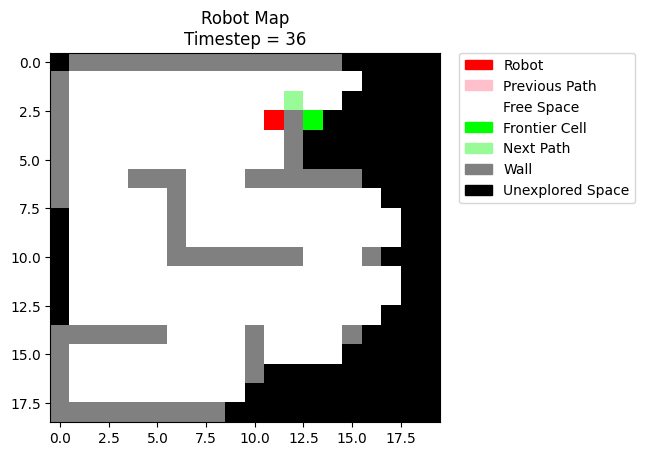 Robot Map
Timestep = 36
0.0
2.5
5.0
7.5
10.0
12.5
15.0
17.5
0.0
2.5
5.0
7.5
10.0
12.5
15.0
17.5
Robot
Previous Path
Free Space
Frontier Cell
Next Path
Wall
Unexplored Space